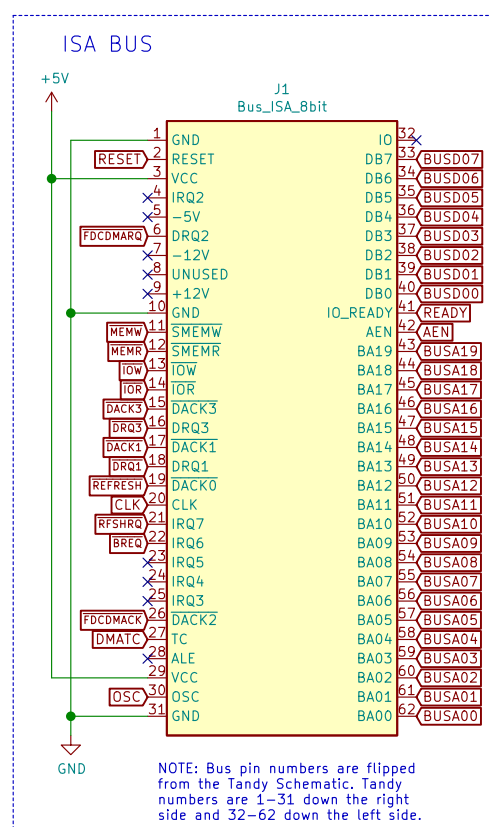 ISA BUS
+5V
J1
Bus_ISA_8bit
1 GND IO 32
RESET 2 RESET DB7 33 BUSD07
3 VCC DB6 34 BUSD06
4 IRQ2 DB5 35 BUSD05
5 -5V DB4 36 BUSD04
FDCDMARQ 6 DRQ2 DB3 37 BUSD03
7 -12V DB2 38 BUSD02
8 UNUSED DB1 39 BUSD01
9 +12V DB0 40 BUSD00
10 GND IO_READY 41 READY
MEMW 11 SMEMW AEN 42 AEN
MEMR 12 SMEMR BA19 43 BUSA19
IOW 13 IOW BA18 44 BUSA18
IOR 14 IOR BA17 45 BUSA17
DACK3 15 DACK3 BA16 46 BUSA16
DRQ3 16 DRQ3 BA15 47 BUSA15
DACK1 17 DACK1 BA14 48 BUSA14
DRQ1 18 DRQ1 BA13 49 BUSA13
REFRESH 19 DACK0 BA12 50 BUSA12
CLK 20 CLK BA11 51 BUSA11
RFSHRQ 21 IRQ7 BA10 52 BUSA10
BREQ 22 IRQ6 BA09 53 BUSA09
23 IRQ5 BA08 54 BUSA08
24 IRQ4 BA07 55 BUSA07
25 IRQ3 BA06 56 BUSA06
FDCDMACK 26 DACK2 BA05 57 BUSA05
DMATC 27 TC BA04 58 BUSA04
28 ALE BA03 59 BUSA03
29 VCC BA02 60 BUSA02
OSC 30 OSC BA01 61 BUSA01
31 GND BA00 62 BUSA00
GND
NOTE: Bus pin numbers are flipped
from the Tandy Schematic. Tandy
numbers are 1-31 down the right
side and 32-62 down the left side.